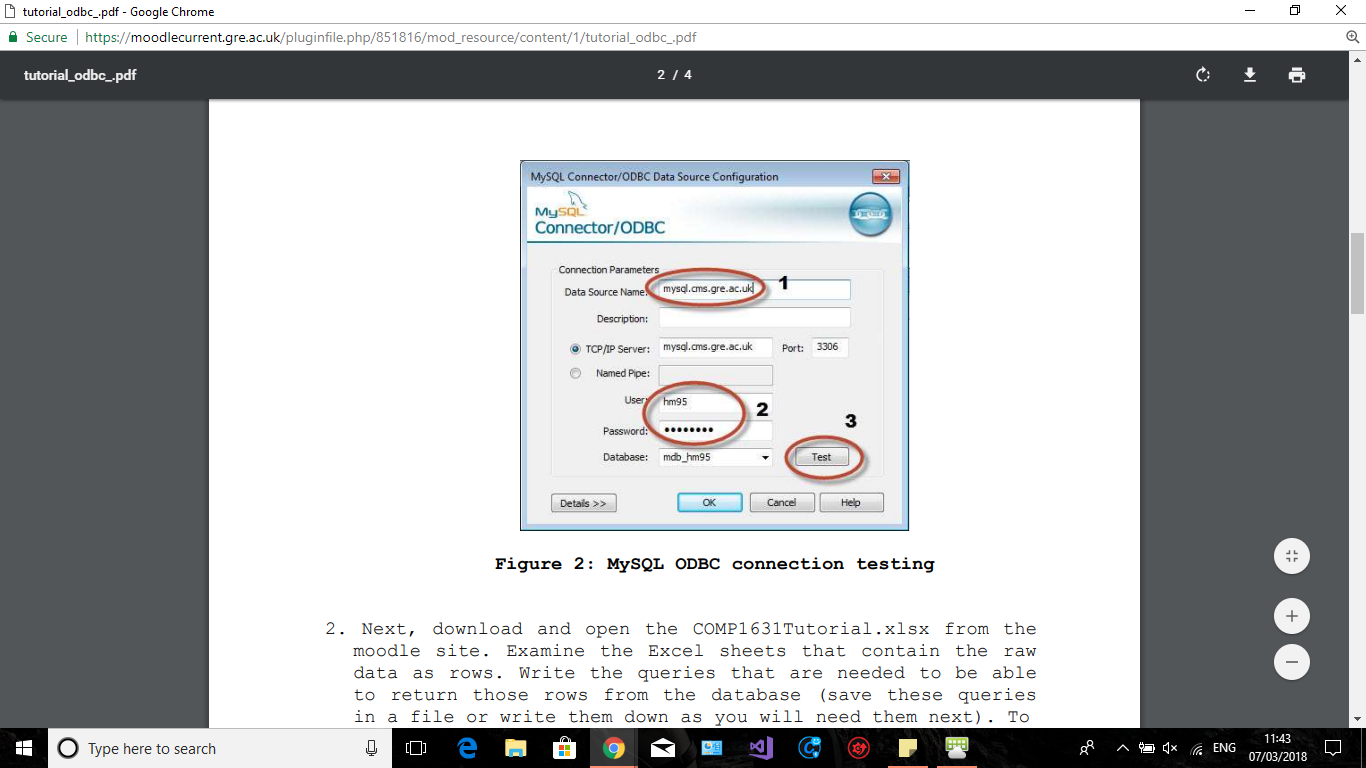 tutorial_odbc_.pdf - Google Chrome
Secure https://moodlecurrent.gre.ac.uk/pluginfile.php/851816/mod_resource/content/1/tutorial_odbc_.pdf
tutorial_odbc_.pdf 2 / 4
MySQL Connector/ODBC Data Source Configuration
MySQL
Connector/ODBC
Connection Parameters
Data Source Name: mysql.cms.gre.ac.uk 1
Description:
TCP/IP Server: mysql.cms.gre.ac.uk Port: 3306
Named Pipe:
User: hm95 2
Password: ●●●●●●●● 3
Database: mdb_hm95 Test
Details >> OK Cancel Help
Figure 2: MySQL ODBC connection testing
2. Next, download and open the COMP1631Tutorial.xlsx from the
moodle site. Examine the Excel sheets that contain the raw
data as rows. Write the queries that are needed to be able
to return those rows from the database (save these queries
in a file or write them down as you will need them next). To
Type here to search
ENG
11:43
07/03/2018